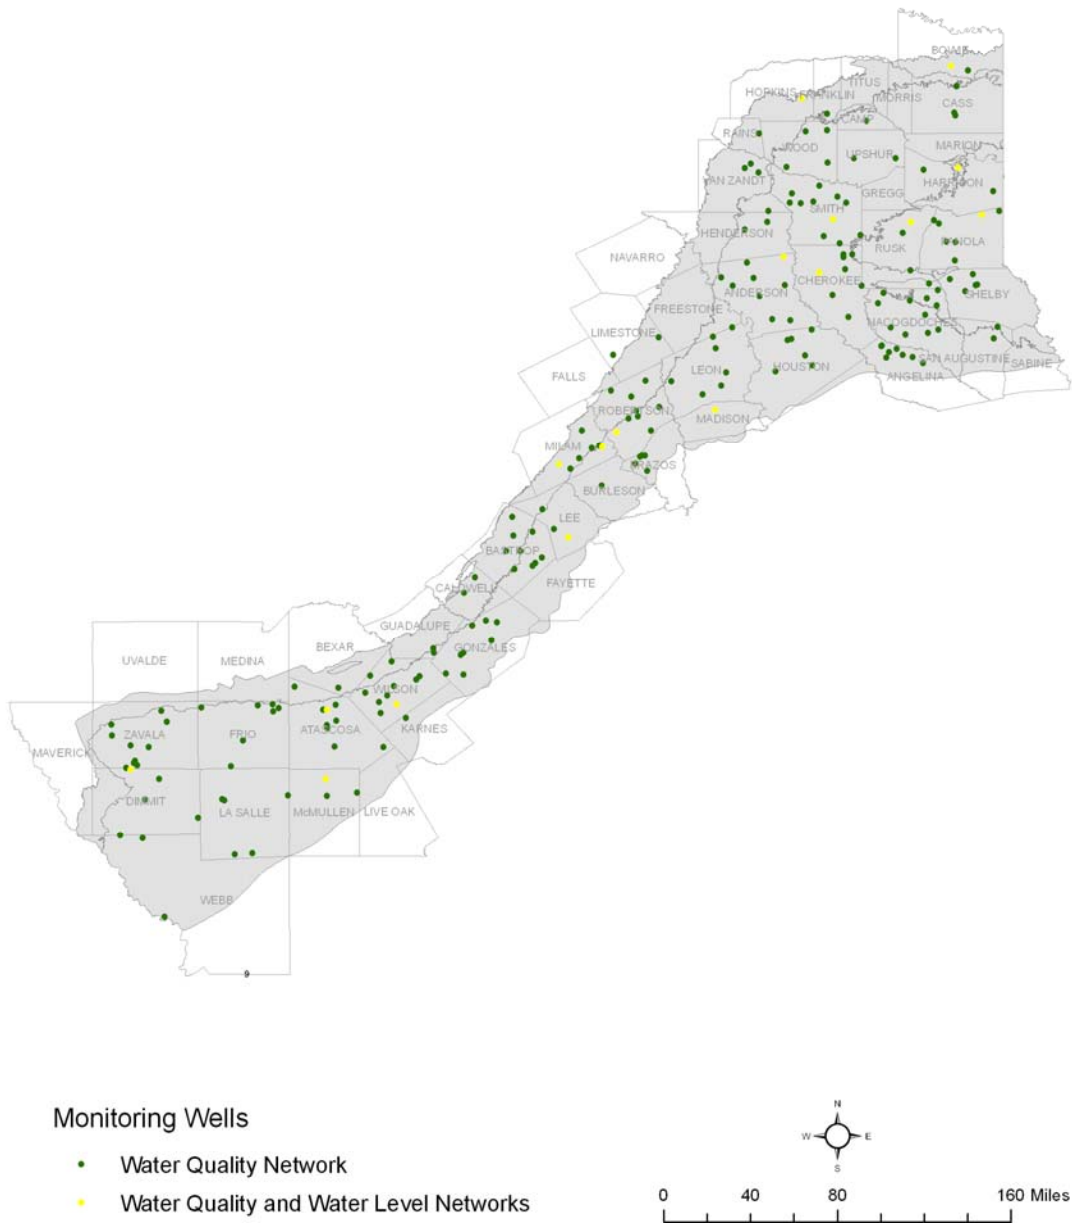 BOWIE
TITUS
HOPKINS
FRANKLIN
MORRIS
CASS
CAMP
RAINS
WOOD
UPSHUR
MARION
AN ZANDT
HARRISON
GREGG
SMITH
HENDERSON
RUSK
PANOLA
NAVARRO
CHEROKEE
ANDERSON
SHELBY
FREESTONE
NACOGDOCHES
LIMESTONE
SAN AUGUSTINE
SABINE
LEON
HOUSTON
FALLS
ANGELINA
ROBERTSON
MADISON
MILAM
BRAZOS
BURLESON
LEE
BASTROP
FAYETTE
CALDWELL
GUADALUPE
BEXAR
GONZALES
UVALDE
MEDINA
WILSON
KARNES
ZAVALA
FRIO
ATASCOSA
MAVERICK
DIMMIT
LA SALLE
McMULLEN
LIVE OAK
WEBB
9
Monitoring Wells
Water Quality Network
Water Quality and Water Level Networks
N
W E
S
0 40 80 160 Miles